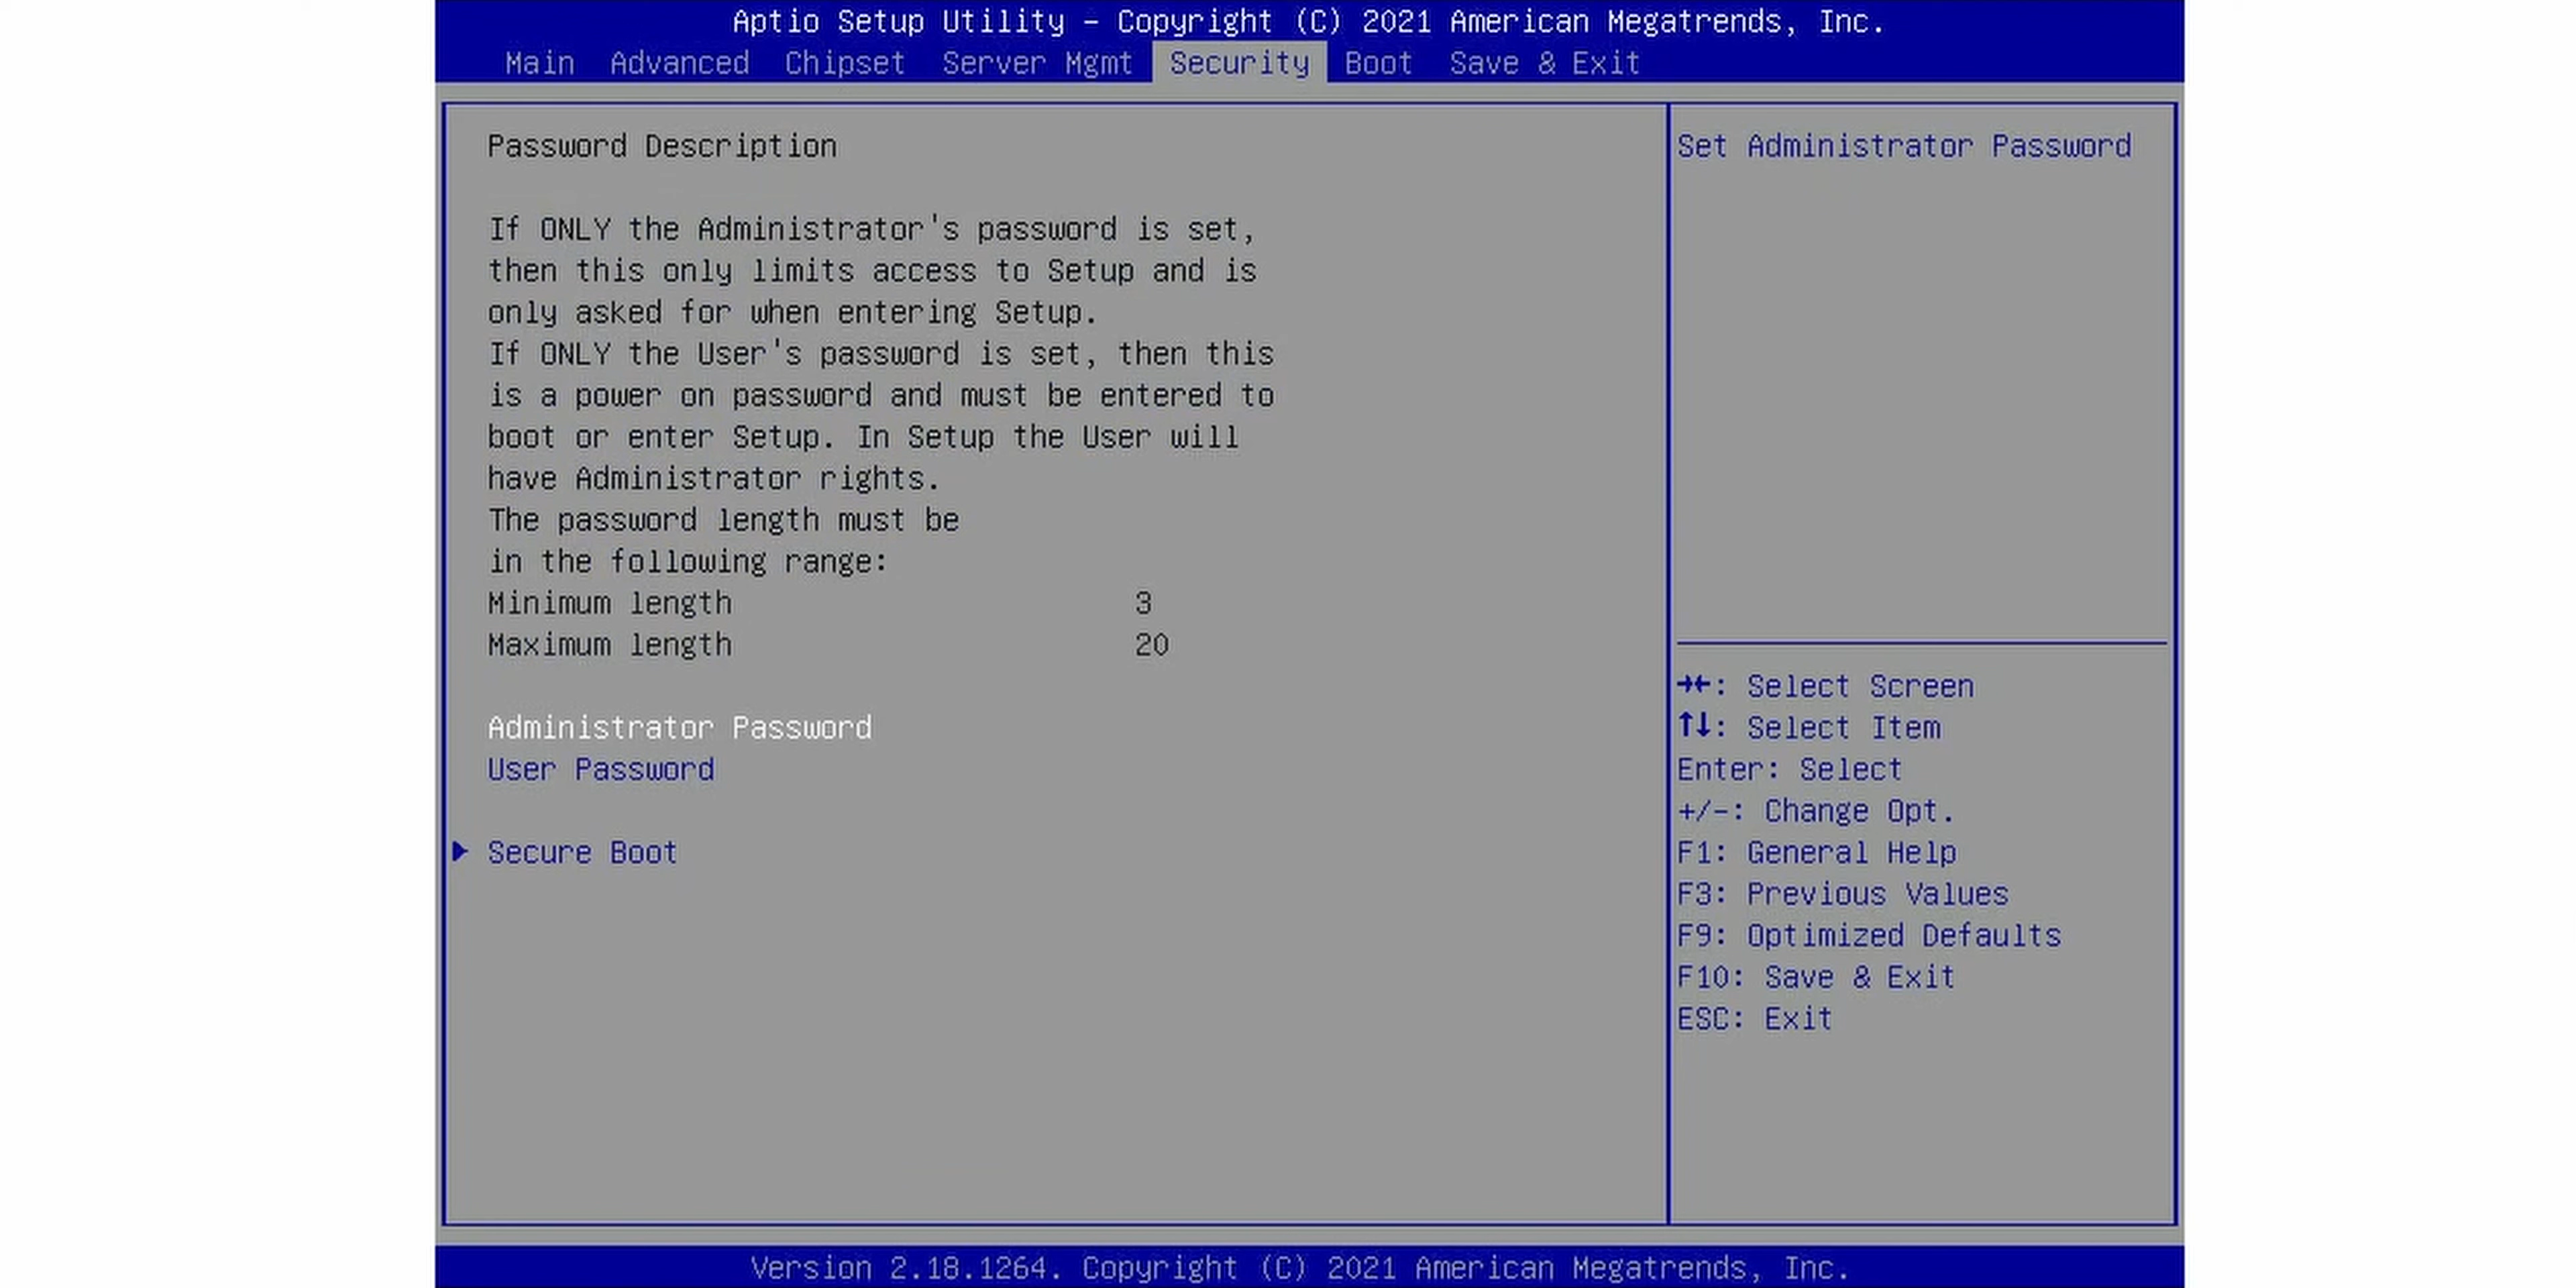 Aptio Setup Utility – Copyright (C) 2021 American Megatrends, Inc.
Main Advanced Chipset Server Mgmt Security Boot Save & Exit
Password Description
If ONLY the Administrator's password is set,
then this only limits access to Setup and is
only asked for when entering Setup.
If ONLY the User's password is set, then this
is a power on password and must be entered to
boot or enter Setup. In Setup the User will
have Administrator rights.
The password length must be
in the following range:
Minimum length 3
Maximum length 20
Administrator Password
User Password
Secure Boot
Set Administrator Password
→←: Select Screen
↑↓: Select Item
Enter: Select
+/-: Change Opt.
F1: General Help
F3: Previous Values
F9: Optimized Defaults
F10: Save & Exit
ESC: Exit
Version 2.18.1264. Copyright (C) 2021 American Megatrends, Inc.